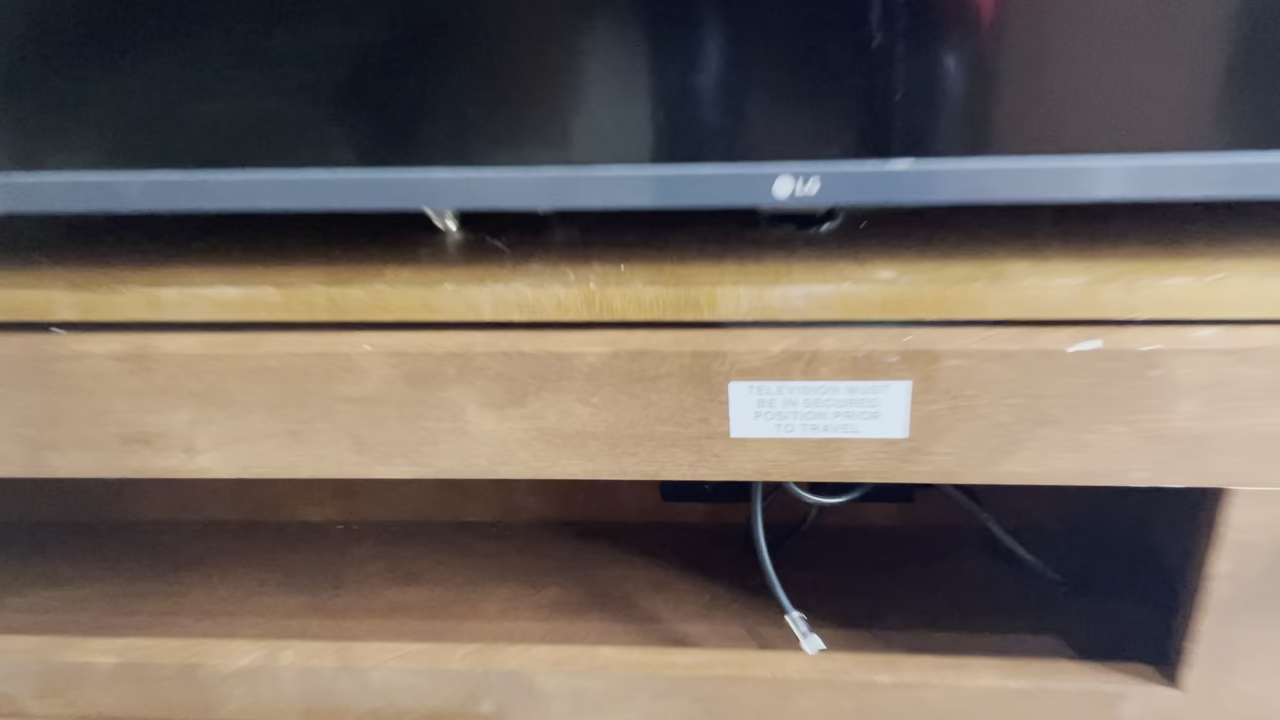 LG
TELEVISION MUST
BE IN SECURED
POSITION PRIOR
TO TRAVEL